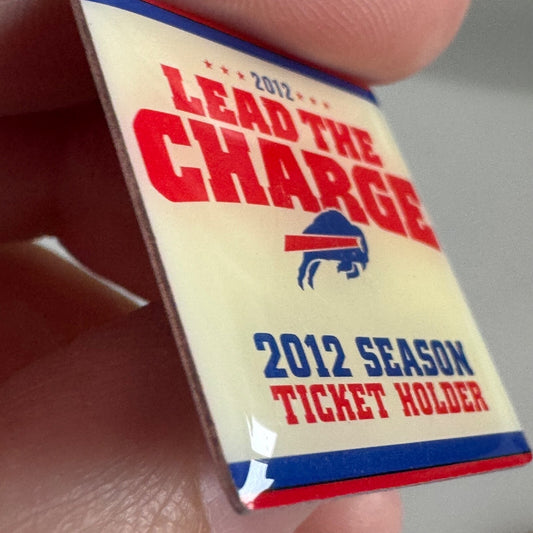 2012
LEAD THE
CHARGE
2012 SEASON
TICKET HOLDER